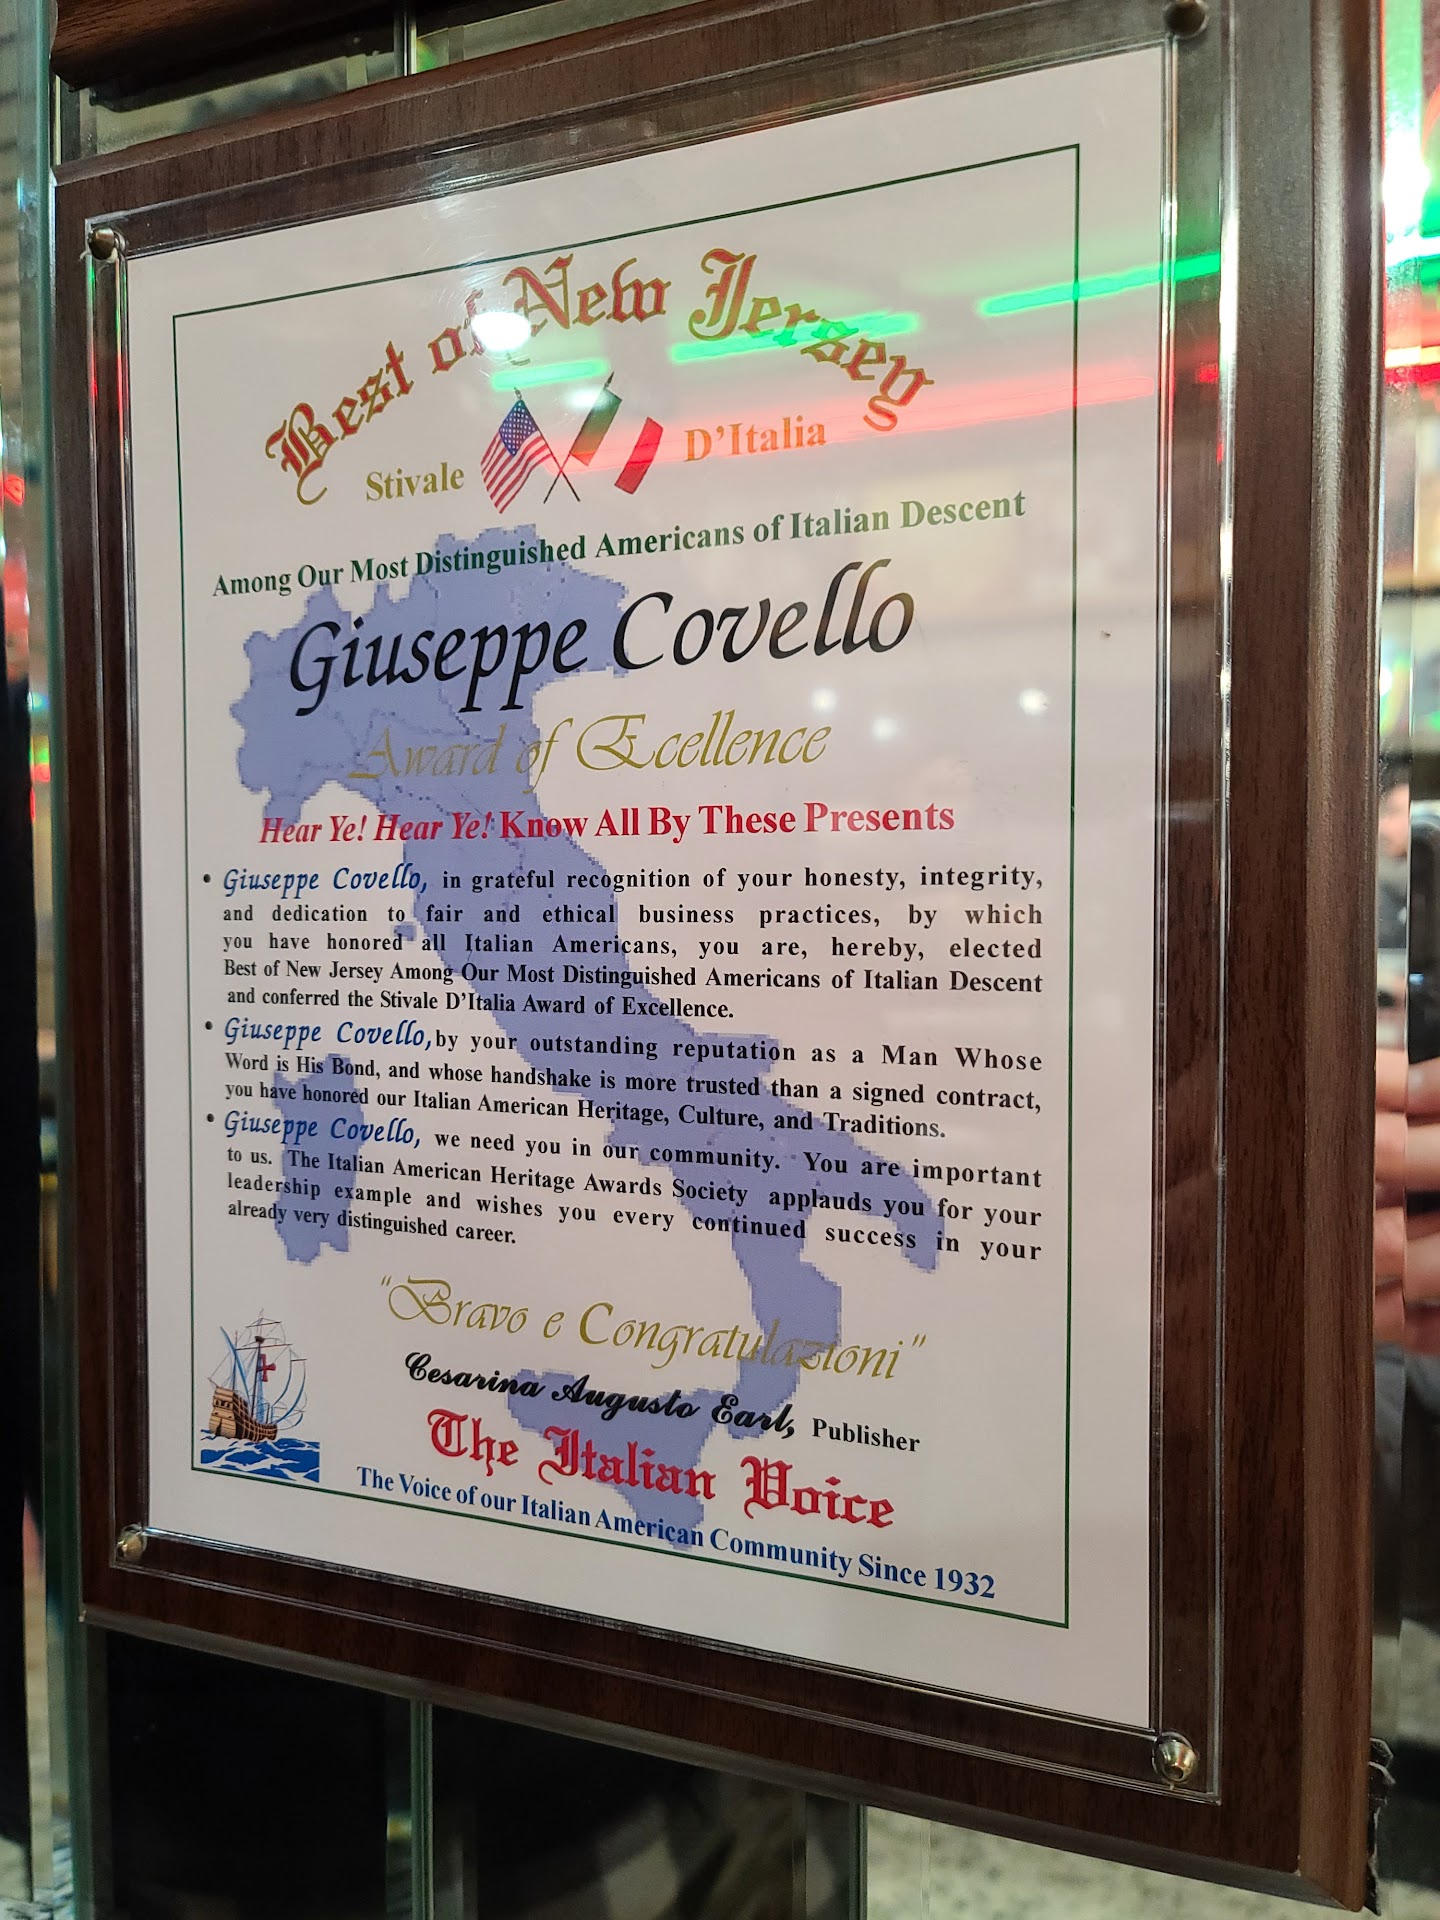 Best of New Jersey
Stivale D'Italia
Among Our Most Distinguished Americans of Italian Descent
Giuseppe Covello
Award of Ecellence
Hear Ye! Hear Ye! Know All By These Presents
• Giuseppe Covello, in grateful recognition of your honesty, integrity,
and dedication to fair and ethical business practices, by which
you have honored all Italian Americans, you are, hereby, elected
Best of New Jersey Among Our Most Distinguished Americans of Italian Descent
and conferred the Stivale D'Italia Award of Excellence.
• Giuseppe Covello, by your outstanding reputation as a Man Whose
Word is His Bond, and whose handshake is more trusted than a signed contract,
you have honored our Italian American Heritage, Culture, and Traditions.
• Giuseppe Covello, we need you in our community. You are important
to us. The Italian American Heritage Awards Society applauds you for your
leadership example and wishes you every continued success in your
already very distinguished career.
"Bravo e Congratulazioni"
Cesarina Augusto Earl, Publisher
The Italian Voice
The Voice of our Italian American Community Since 1932